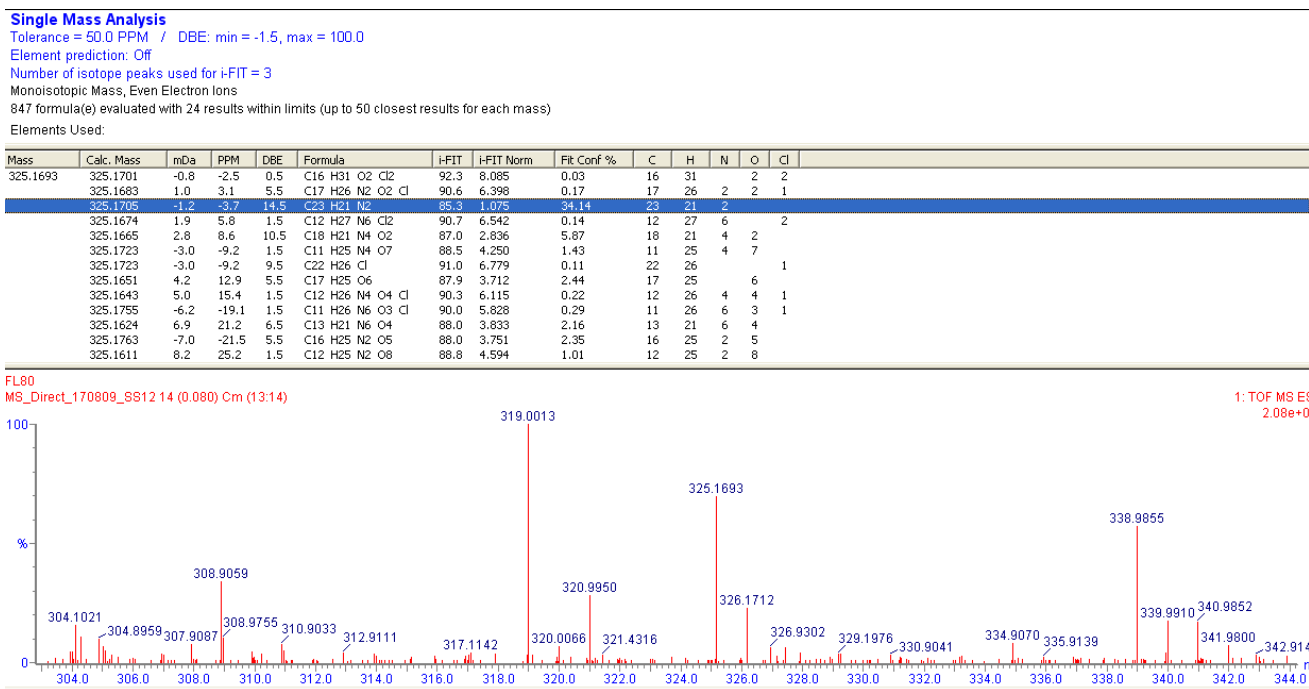 Single Mass Analysis
Tolerance = 50.0 PPM / DBE: min = -1.5, max = 100.0
Element prediction: Off
Number of isotope peaks used for i-FIT = 3
Monoisotopic Mass, Even Electron Ions
847 formula(e) evaluated with 24 results within limits (up to 50 closest results for each mass)
Elements Used:
Mass Calc. Mass mDa PPM DBE Formula i-FIT i-FIT Norm Fit Conf % C H N O Cl
325.1693 325.1701 -0.8 -2.5 0.5 C16 H31 O2 Cl2 92.3 8.085 0.03 16 31 2 2
325.1683 1.0 3.1 5.5 C17 H26 N2 O2 Cl 90.6 6.398 0.17 17 26 2 2 1
325.1705 -1.2 -3.7 14.5 C23 H21 N2 85.3 1.075 34.14 23 21 2
325.1674 1.9 5.8 1.5 C12 H27 N6 Cl2 90.7 6.542 0.14 12 27 6 2
325.1665 2.8 8.6 10.5 C18 H21 N4 O2 87.0 2.836 5.87 18 21 4 2
325.1723 -3.0 -9.2 1.5 C11 H25 N4 O7 88.5 4.250 1.43 11 25 4 7
325.1723 -3.0 -9.2 9.5 C22 H26 Cl 91.0 6.779 0.11 22 26 1
325.1651 4.2 12.9 5.5 C17 H25 O6 87.9 3.712 2.44 17 25 6
325.1643 5.0 15.4 1.5 C12 H26 N4 O4 Cl 90.3 6.115 0.22 12 26 4 4 1
325.1755 -6.2 -19.1 1.5 C11 H26 N6 O3 Cl 90.0 5.828 0.29 11 26 6 3 1
325.1624 6.9 21.2 6.5 C13 H21 N6 O4 88.0 3.833 2.16 13 21 6 4
325.1763 -7.0 -21.5 5.5 C16 H25 N2 O5 88.0 3.751 2.35 16 25 2 5
325.1611 8.2 25.2 1.5 C12 H25 N2 O8 88.8 4.594 1.01 12 25 2 8
FL80
MS_Direct_170809_SS12 14 (0.080) Cm (13:14)
1: TOF MS ES
2.08e+0
100
319.0013
325.1693
338.9855
%
308.9059
320.9950
326.1712
304.1021
304.8959
307.9087
308.9755
310.9033
312.9111
317.1142
320.0066
321.4316
326.9302
329.1976
330.9041
334.9070
335.9139
339.9910
340.9852
341.9800
342.914
0
304.0 306.0 308.0 310.0 312.0 314.0 316.0 318.0 320.0 322.0 324.0 326.0 328.0 330.0 332.0 334.0 336.0 338.0 340.0 342.0 344.0